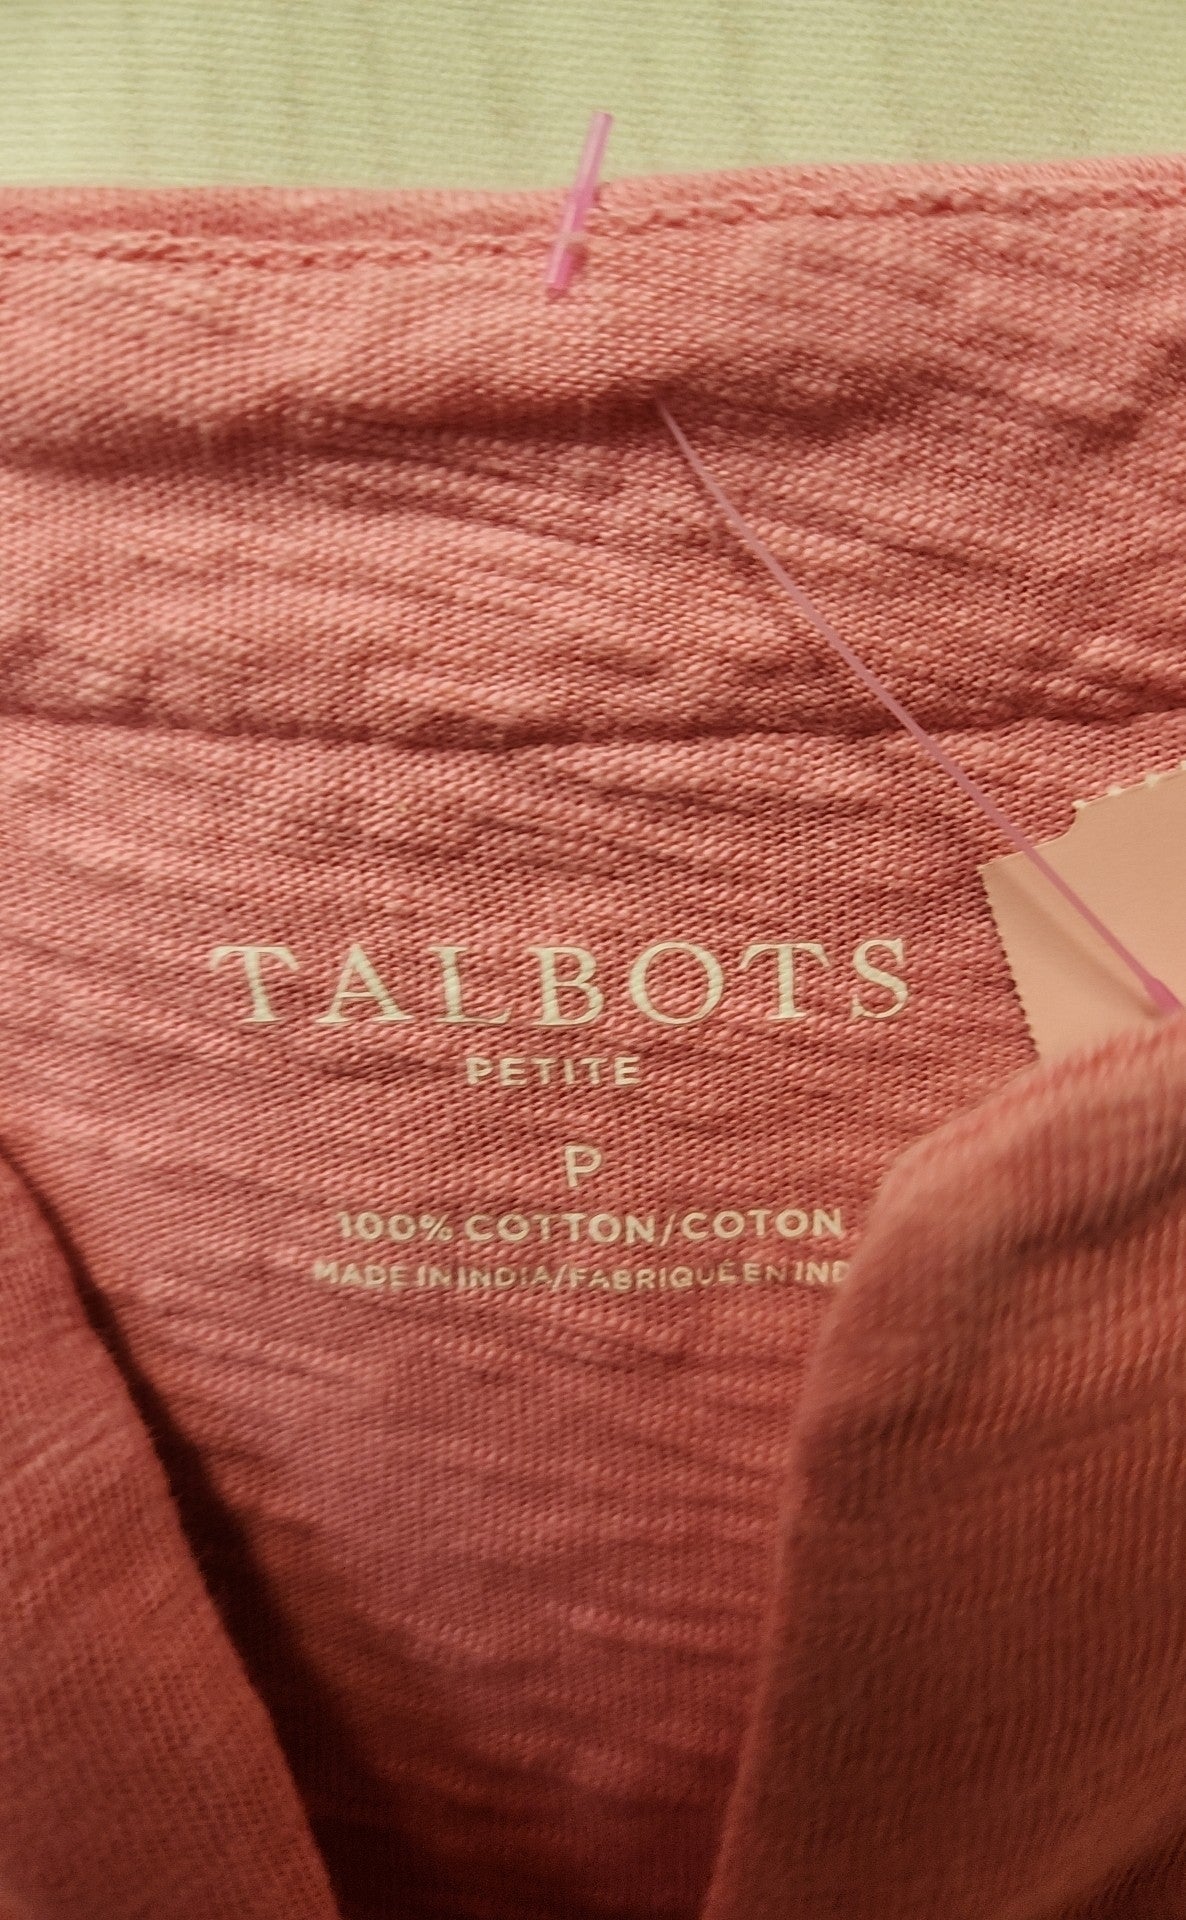 TALBOTS
PETITE
P
100% COTTON/COTON
MADE IN INDIA/FABRIQUÉ EN IND